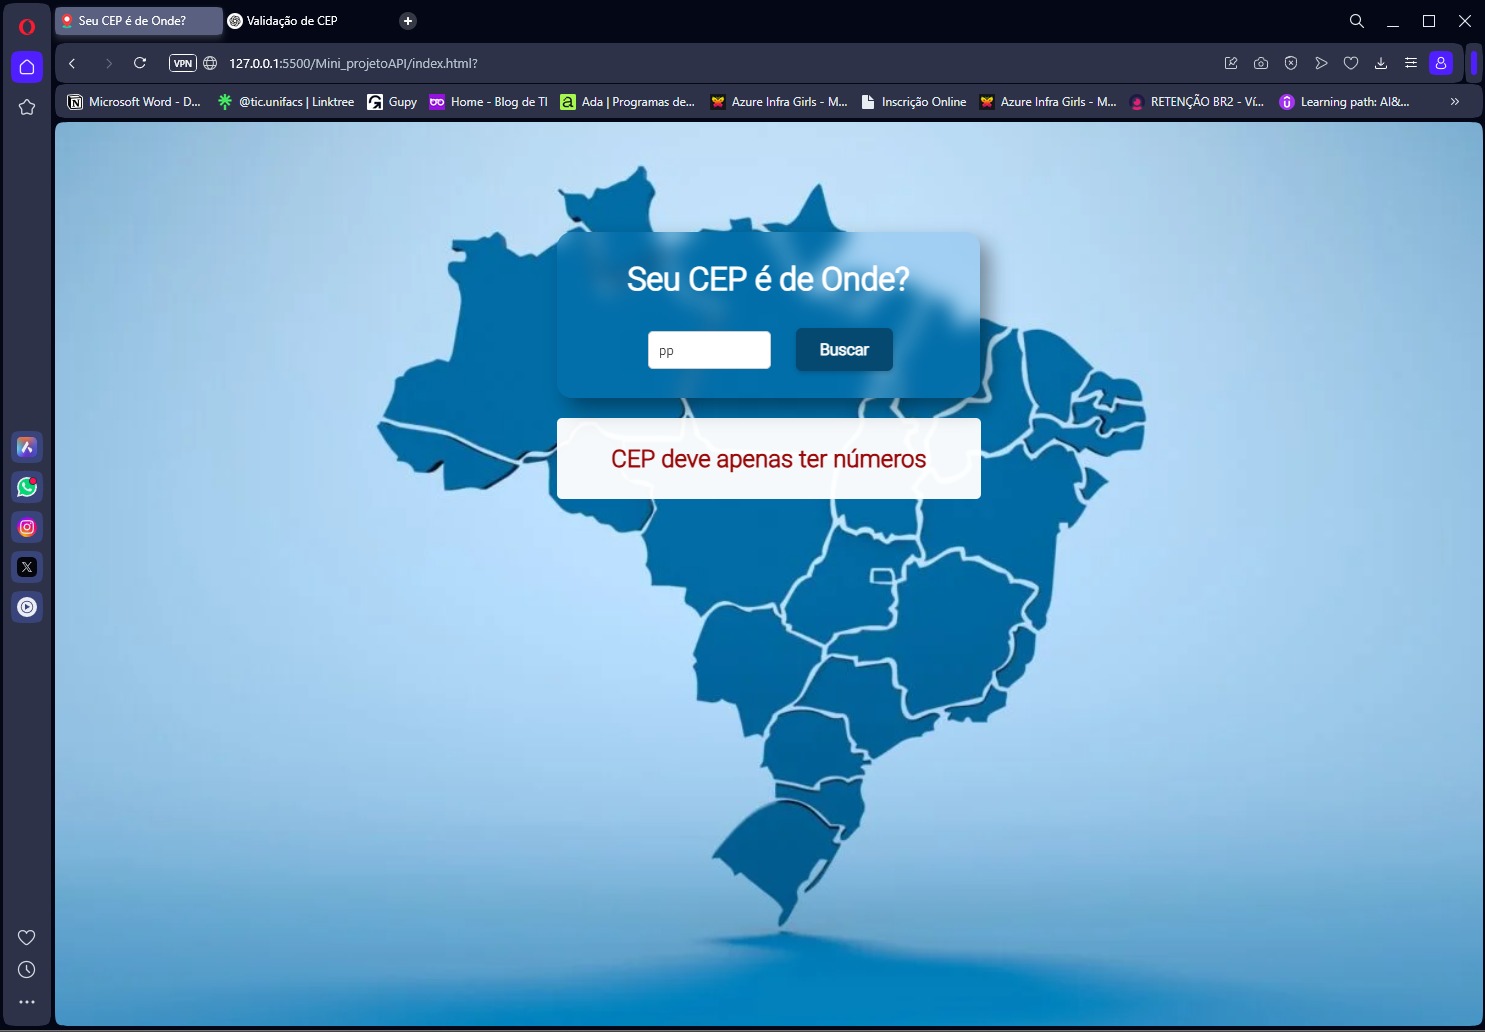 Seu CEP é de Onde?
Validação de CEP
VPN
127.0.0.1:5500/Mini_projetoAPI/index.html?
Microsoft Word - D...
@tic.unifacs | Linktree
Gupy
Home - Blog de TI
Ada | Programas de...
Azure Infra Girls - M...
Inscrição Online
Azure Infra Girls - M...
RETENÇÃO BR2 - Ví...
Learning path: AI&...
Seu CEP é de Onde?
pp
Buscar
CEP deve apenas ter números